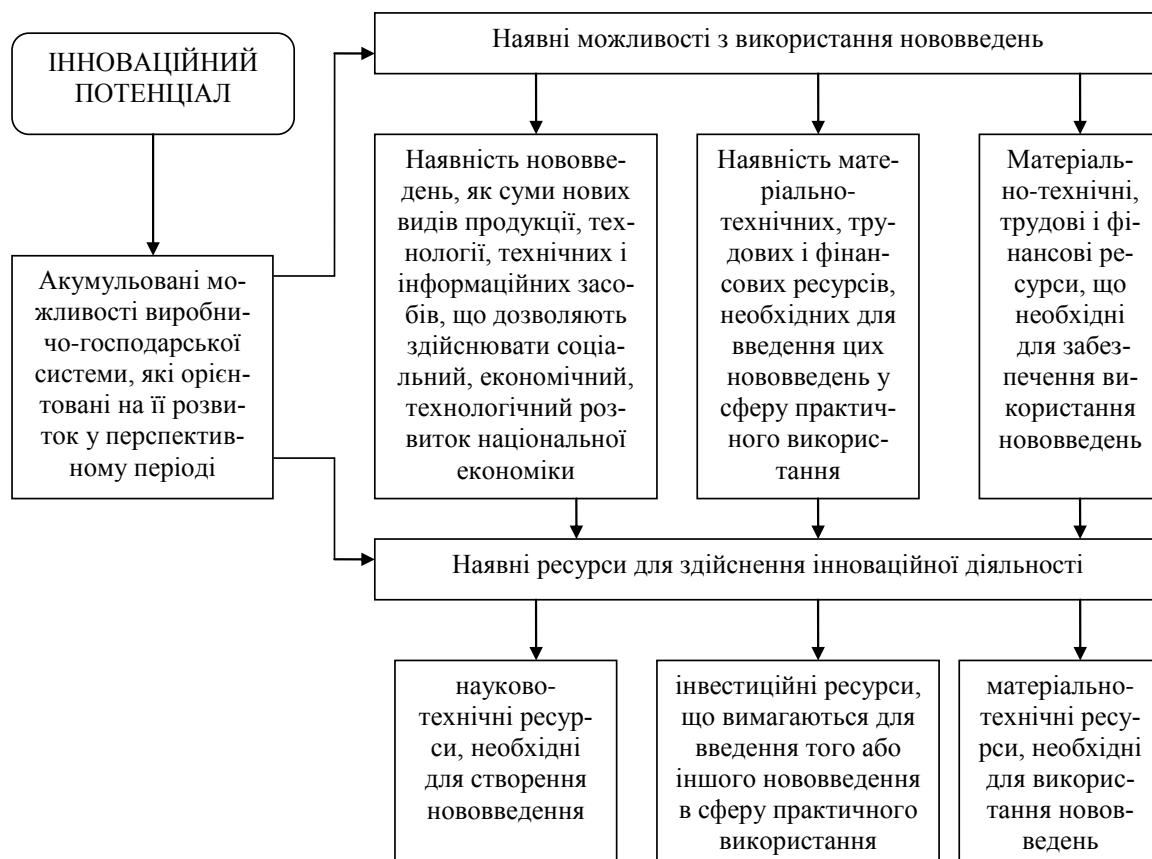 ІННОВАЦІЙНИЙ
ПОТЕНЦІАЛ
Акумульовані мо-
жливості виробни-
чо-господарської
системи, які орієн-
товані на її розви-
ток у перспектив-
ному періоді
Наявні можливості з використання нововведень
Наявність нововве-
день, як суми нових
видів продукції, тех-
нології, технічних і
інформаційних засо-
бів, що дозволяють
здійснювати соціа-
льний, економічний,
технологічний роз-
виток національної
економіки
Наявність мате-
ріально-
технічних, тру-
дових і фінан-
сових ресурсів,
необхідних для
введення цих
нововведень у
сферу практич-
ного викорис-
тання
Матеріаль-
но-технічні,
трудові і фі-
нансові ре-
сурси, що
необхідні
для забез-
печення ви-
користання
нововведень
Наявні ресурси для здійснення інноваційної діяльності
науково-
технічні ресур-
си, необхідні
для створення
нововведення
інвестиційні ресурси,
що вимагаються для
введення того або
іншого нововведення
в сферу практичного
використання
матеріально-
технічні ресу-
рси, необхідні
для викорис-
тання новов-
ведень